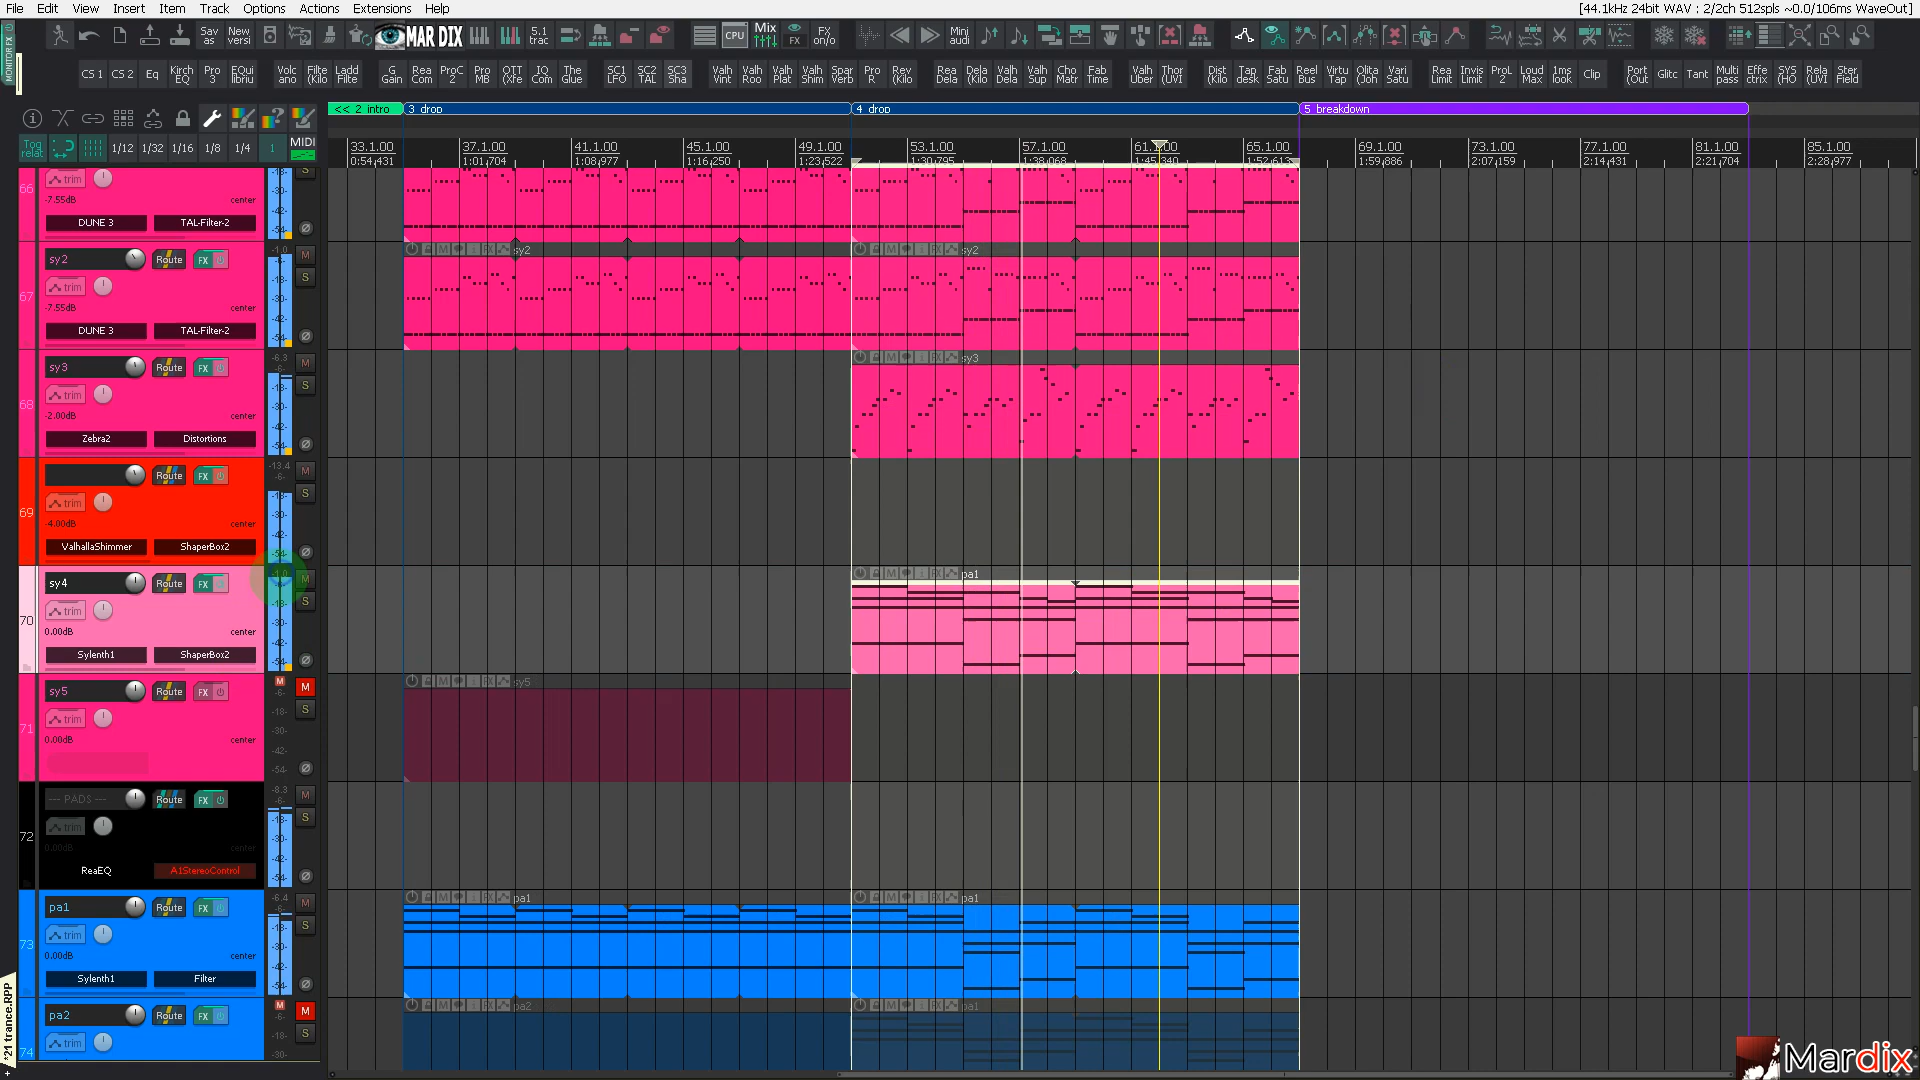 File Edit View Insert Item Track Options Actions Extensions Help
[44.1kHz 24bit WAV : 2/2ch 512spls ~0.0/106ms WaveOut]
MONITOR FX
Sav as
New versi
MAR DIX
5.1 trac
CPU
Mix
FX
FX on/o
Mini audi
CS 1 CS 2 Eq Kirch EQ Pro 3 EQui libriu Volc ano Filte (Kilo Ladd Filte G Gain Rea Com ProC 2 Pro MB OTT (Xfe IQ Com The Glue SC1 LFO SC2 TAL SC3 Sha Valh Vint Valh Roo Valh Plat Valh Shim Spar Verb Pro R Rev (Kilo Rea Dela Dela (Kilo Valh Dela Valh Sup Cho Matr Fab Time Valh Uber Thor (UVI Dist (Kilo Tap desk Fab Satu Reel Bus Virtu Tap Olita (Joh Vari Satu Rea Limit Invis Limit ProL 2 Loud Max 1ms look Clip Port (Out Glitc Tant Multi pass Effe ctrix SYS (HO Rela (UVI Ster Field
<< 2 intro 3 drop 4 drop 5 breakdown
Tog relat 1/12 1/32 1/16 1/8 1/4 1 MIDI
33.1.00 37.1.00 41.1.00 45.1.00 49.1.00 53.1.00 57.1.00 61.1.00 65.1.00 69.1.00 73.1.00 77.1.00 81.1.00 85.1.00
0:54,431 1:01,704 1:08,977 1:16,250 1:23,522 1:30,795 1:38,068 1:45,340 1:52,613 1:59,886 2:07,159 2:14,431 2:21,704 2:28,977
66
trim
-7.55dB center
DUNE 3 TAL-Filter-2
sy2 Route FX M sy2 sy2
67
trim S
-7.55dB center
DUNE 3 TAL-Filter-2
sy3 Route FX M sy3
68
trim S
-2.00dB center
Zebra2 Distortions
Route FX M
69
trim S
-4.00dB center
ValhallaShimmer ShaperBox2
sy4 Route FX M pa1
70
trim S
0.00dB center
Sylenth1 ShaperBox2
sy5 Route FX M sy5
71
trim S
0.00dB center
--- PADS --- Route FX M
72
trim S
0.00dB
ReaEQ A1StereoControl
pa1 Route FX M pa1 pa1
73
trim S
0.00dB center
Sylenth1 Filter
pa2 Route FX M pa2 pa1
74
trim S
*21 trance.RPP
Mardix